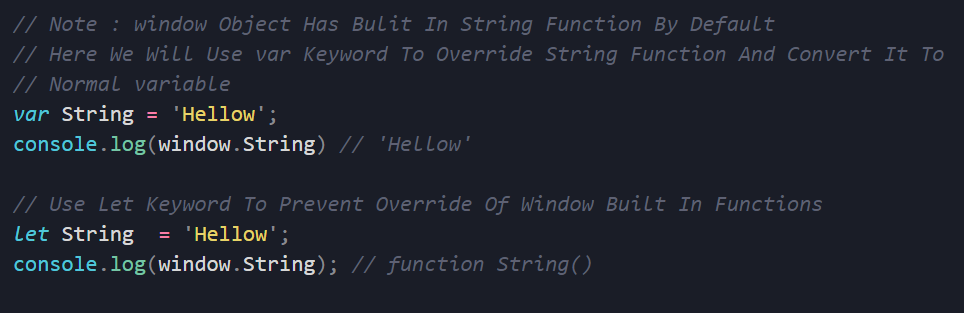 // Note : window Object Has Bulit In String Function By Default
// Here We Will Use var Keyword To Override String Function And Convert It To
// Normal variable
var String = 'Hellow';
console.log(window.String) // 'Hellow'
// Use Let Keyword To Prevent Override Of Window Built In Functions
let String  = 'Hellow';
console.log(window.String); // function String()